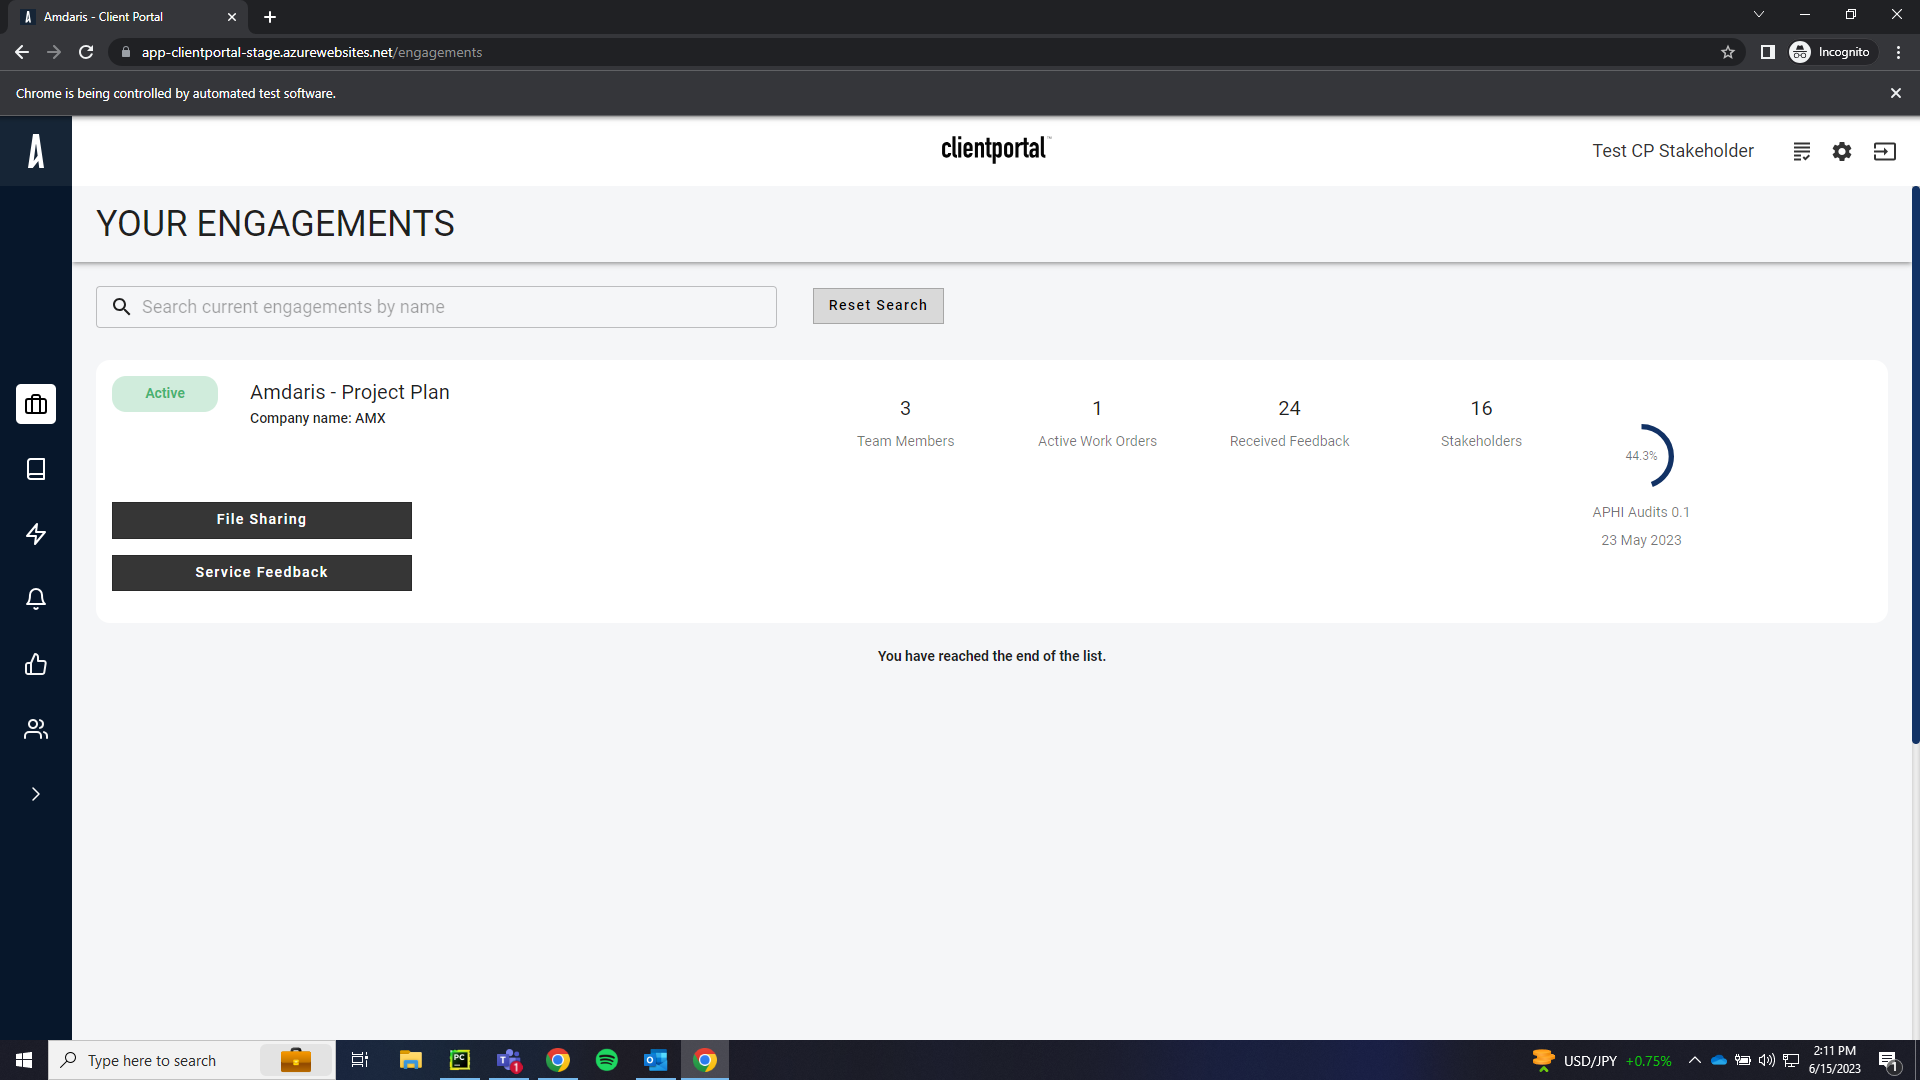 Amdaris - Client Portal
app-clientportal-stage.azurewebsites.net/engagements
Incognito
Chrome is being controlled by automated test software.
clientportal™
Test CP Stakeholder
YOUR ENGAGEMENTS
Search current engagements by name
Reset Search
Active
Amdaris - Project Plan
Company name: AMX
3
Team Members
1
Active Work Orders
24
Received Feedback
16
Stakeholders
44.3%
APHI Audits 0.1
23 May 2023
File Sharing
Service Feedback
You have reached the end of the list.
Type here to search
PC
T
1
O
USD/JPY +0.75%
2:11 PM
6/15/2023
1